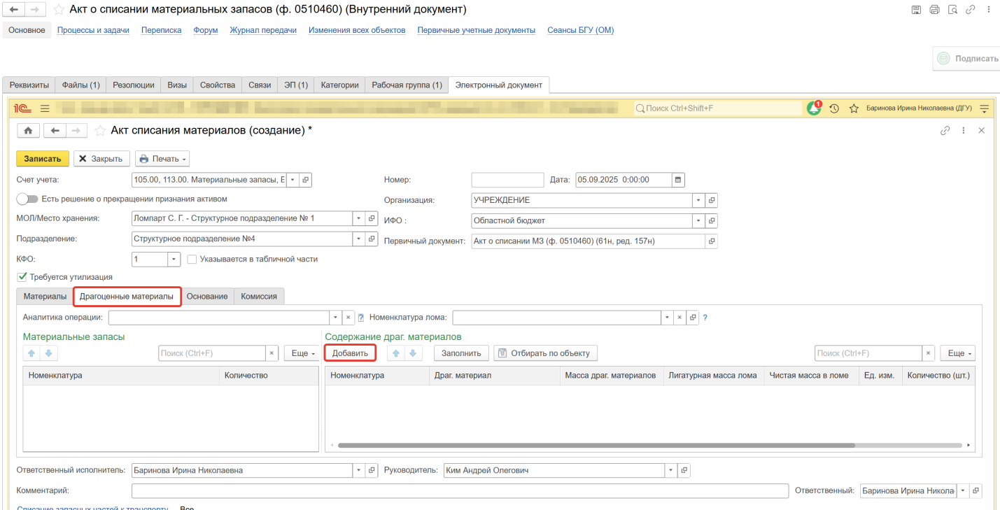 Акт о списании материальных запасов (ф. 0510460) (Внутренний документ)
Основное Процессы и задачи Переписка Форум Журнал передачи Изменения всех объектов Первичные учетные документы Сеансы БГУ (ОМ)
Подписать
Реквизиты Файлы (1) Резолюции Визы Свойства Связи ЭП (1) Категории Рабочая группа (1) Электронный документ
1С Поиск Ctrl+Shift+F 1 Баринова Ирина Николаевна (ДГУ)
Акт списания материалов (создание) *
Записать Закрыть Печать
Счет учета: 105.00, 113.00. Материальные запасы, Б Номер: Дата: 05.09.2025 0:00:00
Есть решение о прекращении признания активом Организация: УЧРЕЖДЕНИЕ
МОЛ/Место хранения: Ломпарт С. Г. - Структурное подразделение № 1 ИФО : Областной бюджет
Подразделение: Структурное подразделение №4 Первичный документ: Акт о списании МЗ (ф. 0510460) (61н, ред. 157н)
КФО: 1 Указывается в табличной части
Требуется утилизация
Материалы Драгоценные материалы Основание Комиссия
Аналитика операции: ? Номенклатура лома: ?
Материальные запасы Содержание драг. материалов
Поиск (Ctrl+F) Еще Добавить Заполнить Отбирать по объекту Поиск (Ctrl+F) Еще
Номенклатура Количество Номенклатура Драг. материал Масса драг. материалов Лигатурная масса лома Чистая масса в ломе Ед. изм. Количество (шт.)
Ответственный исполнитель: Баринова Ирина Николаевна Руководитель: Ким Андрей Олегович
Комментарий: Ответственный: Баринова Ирина Никола
Списание запасных частей к транспорту Все